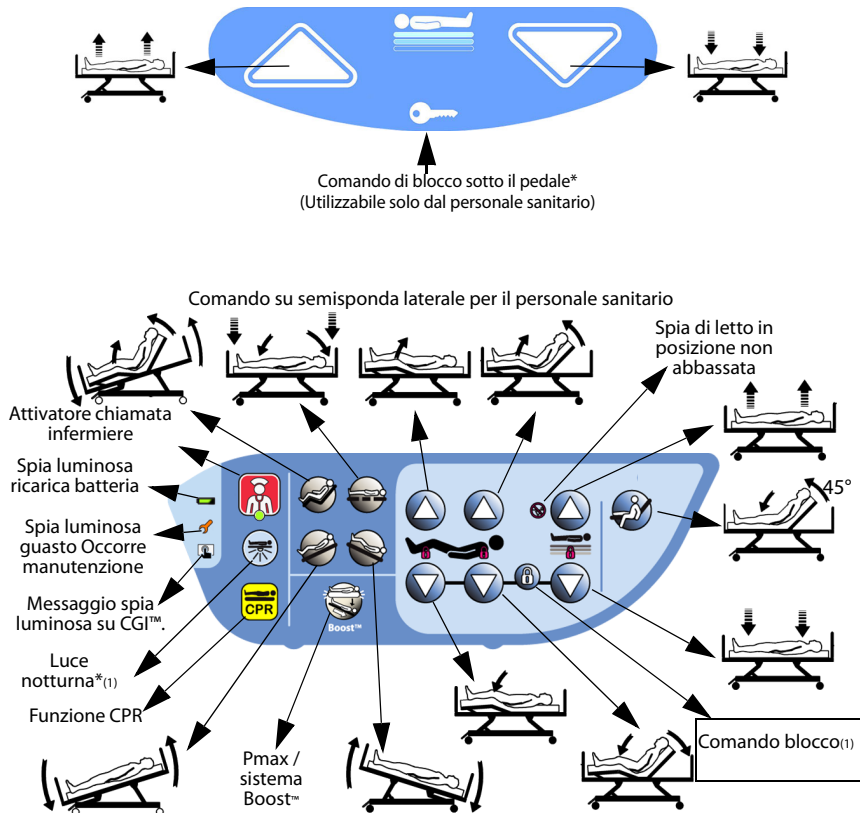 Comando di blocco sotto il pedale*
(Utilizzabile solo dal personale sanitario)
Comando su semisponda laterale per il personale sanitario
Spia di letto in
posizione non
abbassata
Attivatore chiamata
infermiere
Spia luminosa
ricarica batteria
45°
Spia luminosa
guasto Occorre
manutenzione
Messaggio spia
luminosa su CGI™.
CPR
Boost™
Luce
notturna*(1)
Funzione CPR
Pmax /
sistema
Boost™
Comando blocco(1)